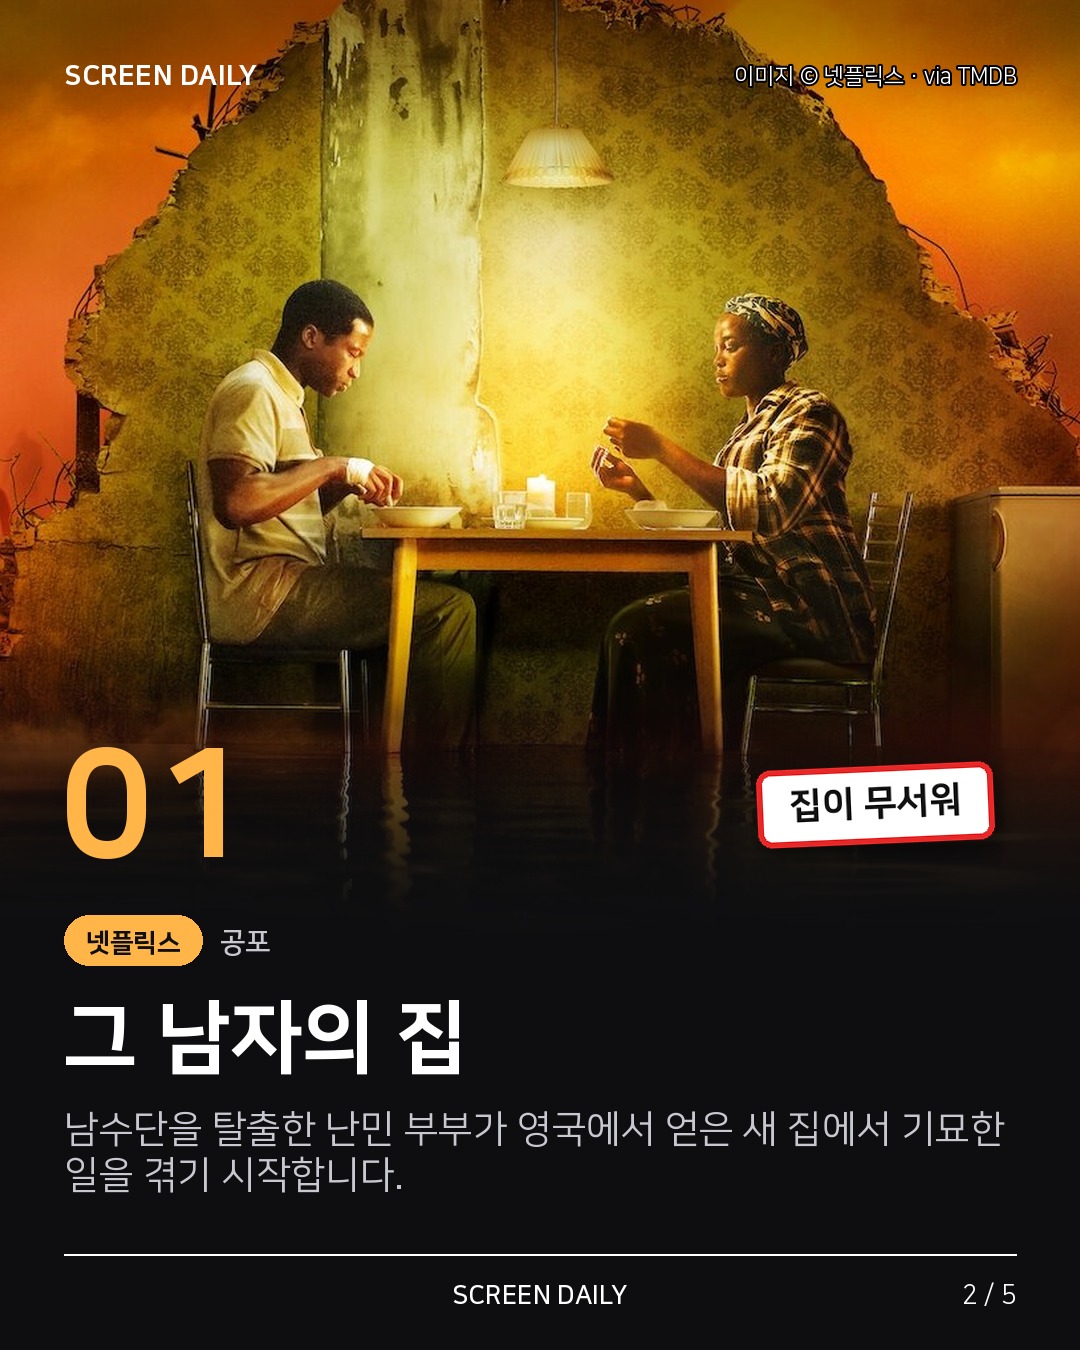 SCREEN DAILY
이미지 © 넷플릭스 · via TMDB
01
집이 무서워
넷플릭스 공포
그 남자의 집
남수단을 탈출한 난민 부부가 영국에서 얻은 새 집에서 기묘한
일을 겪기 시작합니다.
SCREEN DAILY
2 / 5